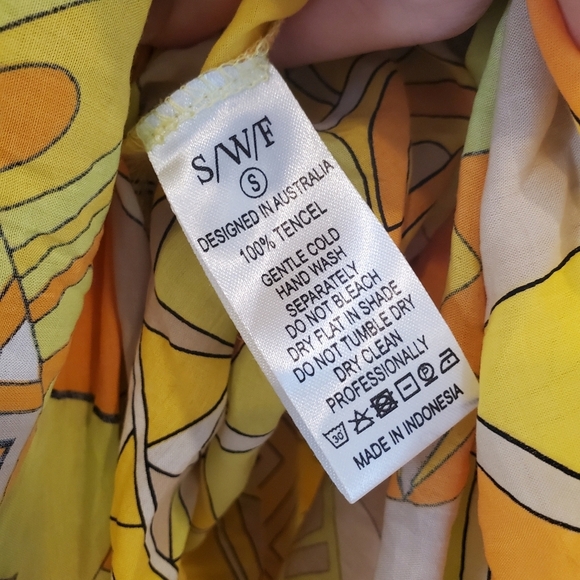 S/W/F
S
DESIGNED IN AUSTRALIA
100% TENCEL
GENTLE COLD
HAND WASH
SEPARATELY
DO NOT BLEACH
DRY FLAT IN SHADE
DO NOT TUMBLE DRY
DRY CLEAN
PROFESSIONALLY
30 P
MADE IN INDONESIA